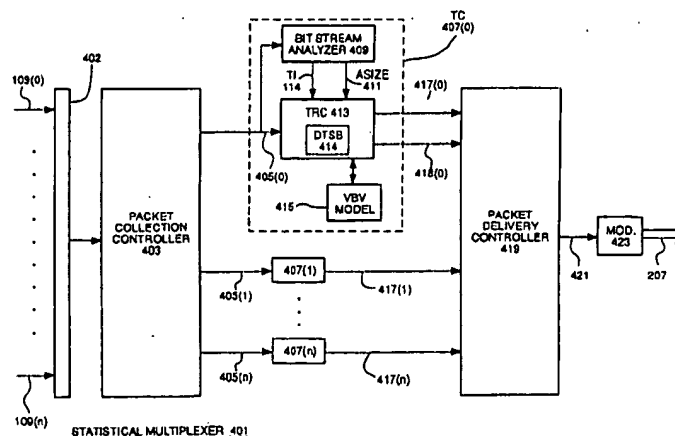 TC
407(0)
402
109(0)
BIT STREAM
ANALYZER 409
TI
114
ASIZE
411
417(0)
TRC 413
DTSB
414
405(0)
418(0)
415
VBV
MODEL
PACKET
COLLECTION
CONTROLLER
403
PACKET
DELIVERY
CONTROLLER
419
MOD.
423
421
207
405(1)
407(1)
417(1)
405(n)
407(n)
417(n)
109(n)
STATISTICAL MULTIPLEXER 401